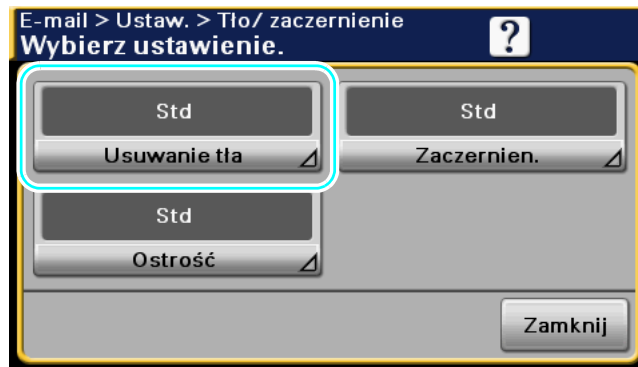 E-mail > Ustaw. > Tło/ zaczernienie
Wybierz ustawienie.
?
Std
Std
Usuwanie tła
Zaczernien.
Std
Ostrość
Zamknij